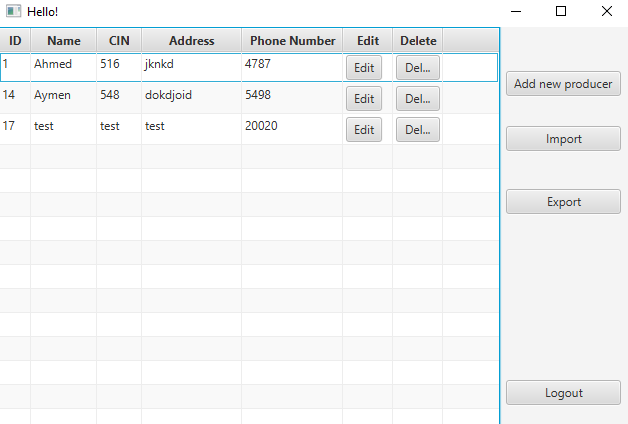 Hello!
ID Name CIN Address Phone Number Edit Delete
1 Ahmed 516 jknkd 4787 Edit Del...
14 Aymen 548 dokdjoid 5498 Edit Del...
17 test test test 20020 Edit Del...
Add new producer
Import
Export
Logout